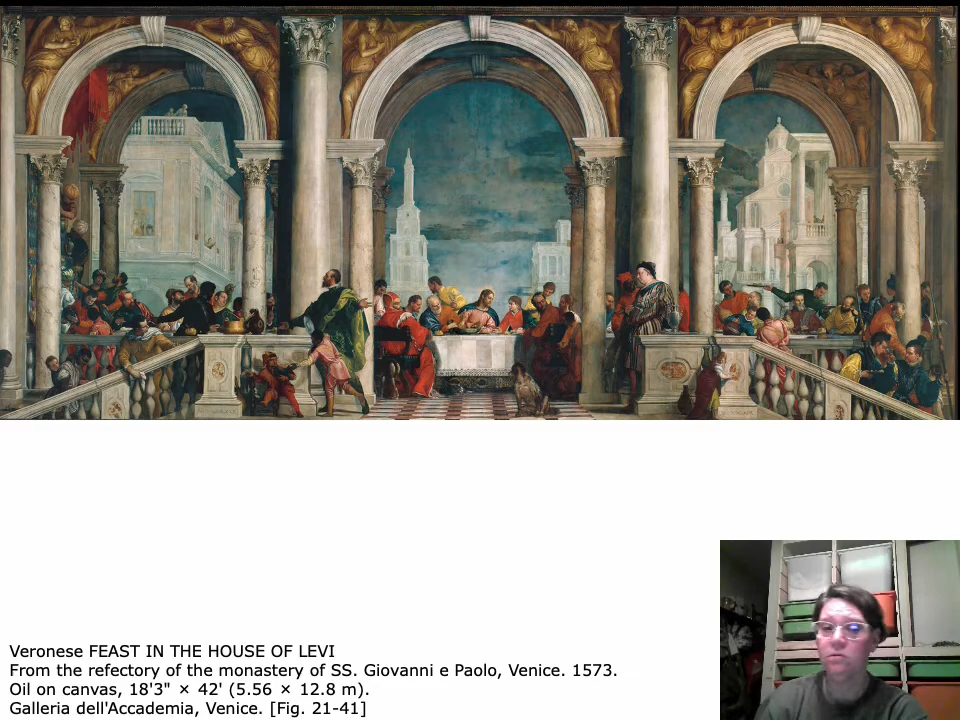 Veronese FEAST IN THE HOUSE OF LEVI
From the refectory of the monastery of SS. Giovanni e Paolo, Venice. 1573.
Oil on canvas, 18'3" × 42' (5.56 × 12.8 m).
Galleria dell'Accademia, Venice. [Fig. 21-41]